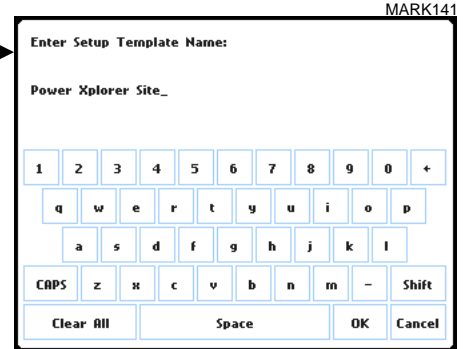 MARK141
Enter Setup Template Name:
Power Xplorer Site_
1 2 3 4 5 6 7 8 9 0 ←
q w e r t y u i o p
a s d f g h j k l
CAPS z x c v b n m - Shift
Clear All Space OK Cancel